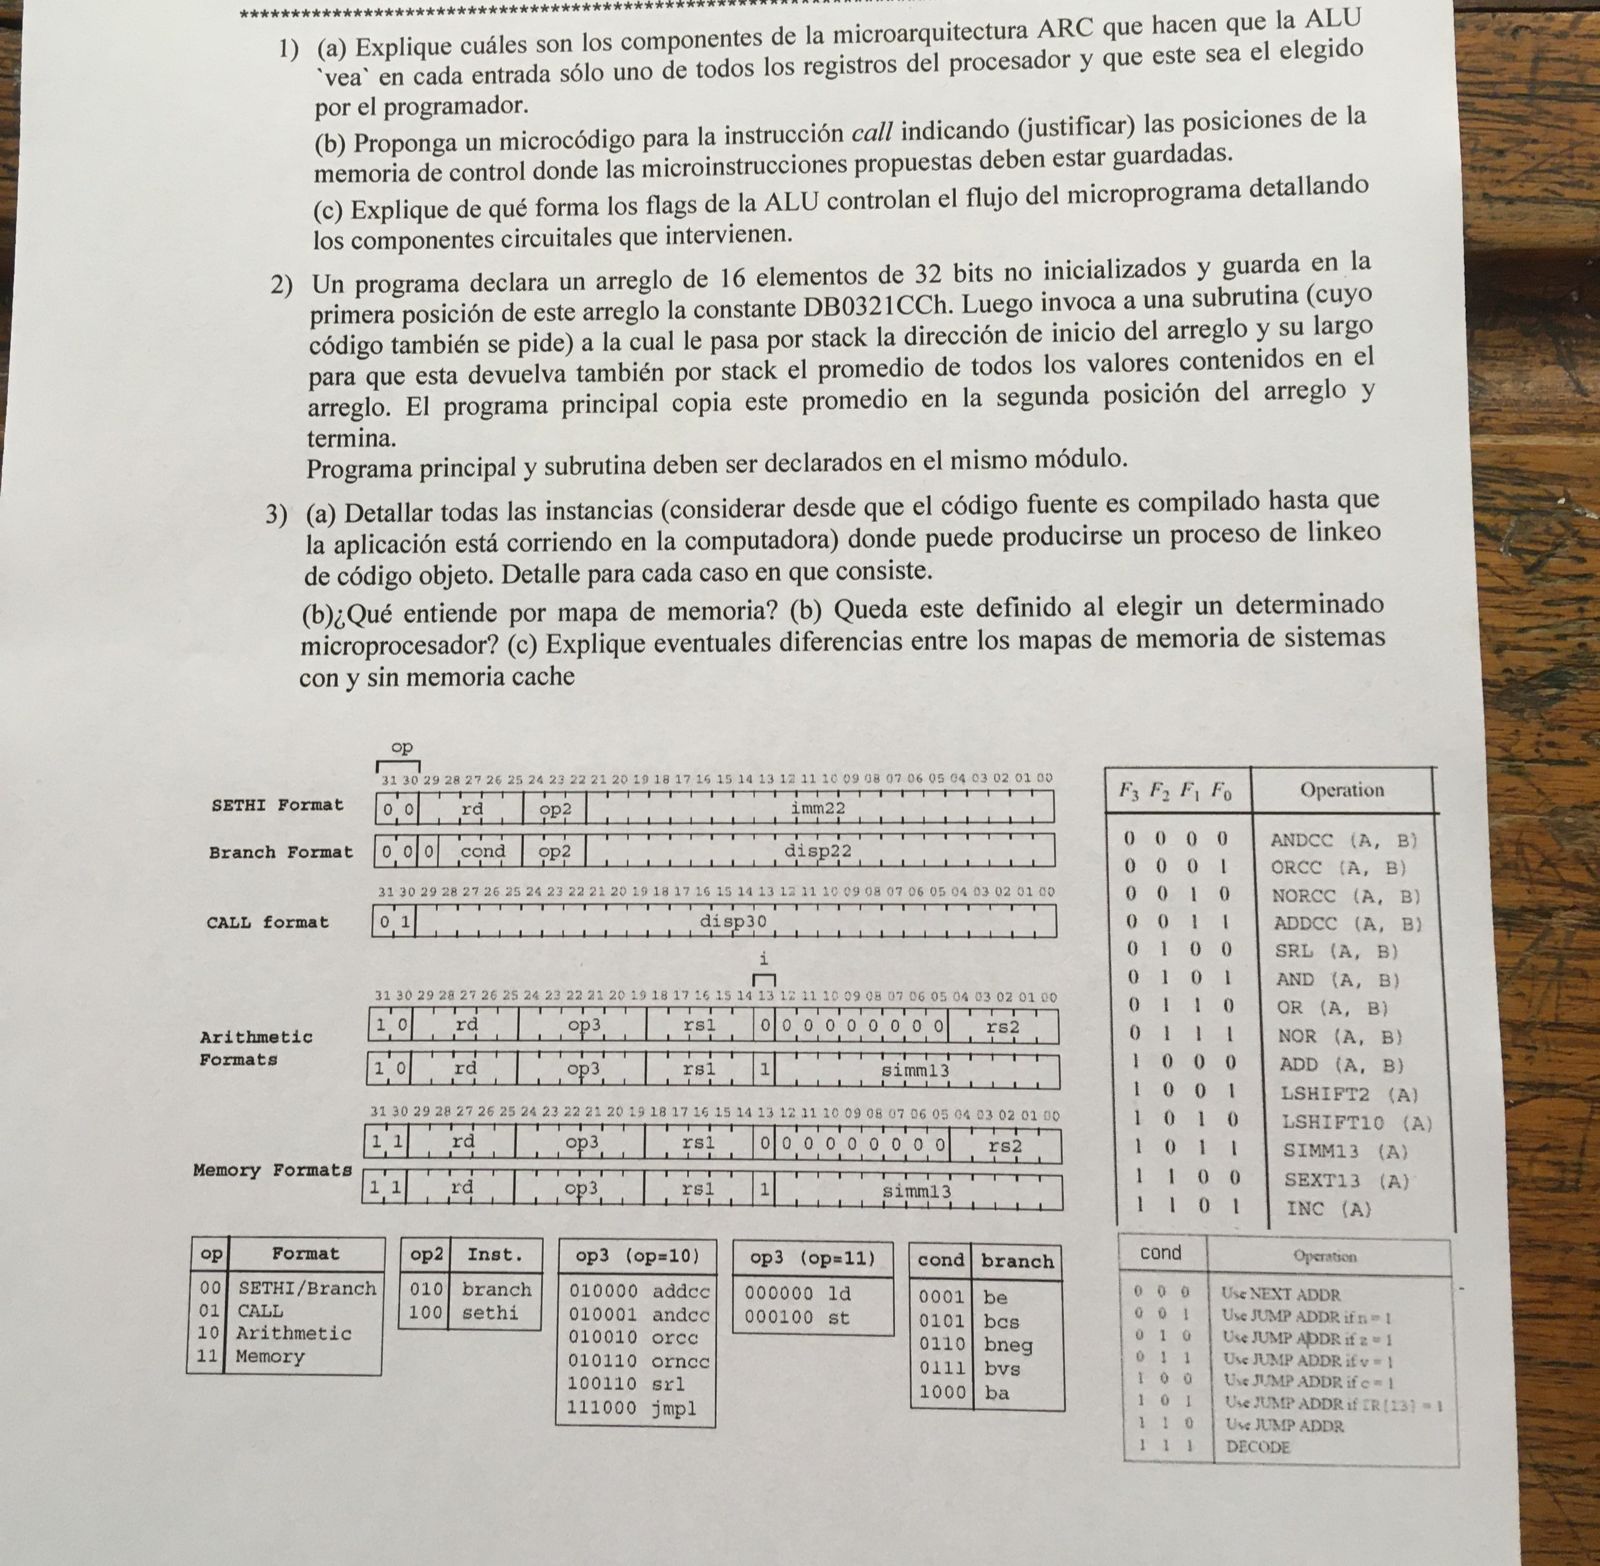 ************************************************
1) (a) Explique cuáles son los componentes de la microarquitectura ARC que hacen que la ALU
`vea` en cada entrada sólo uno de todos los registros del procesador y que este sea el elegido
por el programador.
(b) Proponga un microcódigo para la instrucción call indicando (justificar) las posiciones de la
memoria de control donde las microinstrucciones propuestas deben estar guardadas.
(c) Explique de qué forma los flags de la ALU controlan el flujo del microprograma detallando
los componentes circuitales que intervienen.
2) Un programa declara un arreglo de 16 elementos de 32 bits no inicializados y guarda en la
primera posición de este arreglo la constante DB0321CCh. Luego invoca a una subrutina (cuyo
código también se pide) a la cual le pasa por stack la dirección de inicio del arreglo y su largo
para que esta devuelva también por stack el promedio de todos los valores contenidos en el
arreglo. El programa principal copia este promedio en la segunda posición del arreglo y
termina.
Programa principal y subrutina deben ser declarados en el mismo módulo.
3) (a) Detallar todas las instancias (considerar desde que el código fuente es compilado hasta que
la aplicación está corriendo en la computadora) donde puede producirse un proceso de linkeo
de código objeto. Detalle para cada caso en que consiste.
(b)¿Qué entiende por mapa de memoria? (b) Queda este definido al elegir un determinado
microprocesador? (c) Explique eventuales diferencias entre los mapas de memoria de sistemas
con y sin memoria cache
op
31 30 29 28 27 26 25 24 23 22 21 20 19 18 17 16 15 14 13 12 11 10 09 08 07 06 05 04 03 02 01 00
SETHI Format 0 0 rd op2 imm22
Branch Format 0 0 0 cond op2 disp22
31 30 29 28 27 26 25 24 23 22 21 20 19 18 17 16 15 14 13 12 11 10 09 08 07 06 05 04 03 02 01 00
CALL format 0 1 disp30
i
31 30 29 28 27 26 25 24 23 22 21 20 19 18 17 16 15 14 13 12 11 10 09 08 07 06 05 04 03 02 01 00
Arithmetic Formats
1 0 rd op3 rs1 0 0 0 0 0 0 0 0 0 rs2
1 0 rd op3 rs1 1 simm13
31 30 29 28 27 26 25 24 23 22 21 20 19 18 17 16 15 14 13 12 11 10 09 08 07 06 05 04 03 02 01 00
Memory Formats
1 1 rd op3 rs1 0 0 0 0 0 0 0 0 0 rs2
1 1 rd op3 rs1 1 simm13
F3 F2 F1 F0 Operation
0 0 0 0 ANDCC (A, B)
0 0 0 1 ORCC (A, B)
0 0 1 0 NORCC (A, B)
0 0 1 1 ADDCC (A, B)
0 1 0 0 SRL (A, B)
0 1 0 1 AND (A, B)
0 1 1 0 OR (A, B)
0 1 1 1 NOR (A, B)
1 0 0 0 ADD (A, B)
1 0 0 1 LSHIFT2 (A)
1 0 1 0 LSHIFT10 (A)
1 0 1 1 SIMM13 (A)
1 1 0 0 SEXT13 (A)
1 1 0 1 INC (A)
op Format
00 SETHI/Branch
01 CALL
10 Arithmetic
11 Memory
op2 Inst.
010 branch
100 sethi
op3 (op=10)
010000 addcc
010001 andcc
010010 orcc
010110 orncc
100110 srl
111000 jmpl
op3 (op=11)
000000 ld
000100 st
cond branch
0001 be
0101 bcs
0110 bneg
0111 bvs
1000 ba
cond Operation
0 0 0 Use NEXT ADDR
0 0 1 Use JUMP ADDR if n = 1
0 1 0 Use JUMP ADDR if z = 1
0 1 1 Use JUMP ADDR if v = 1
1 0 0 Use JUMP ADDR if c = 1
1 0 1 Use JUMP ADDR if IR[13] = 1
1 1 0 Use JUMP ADDR
1 1 1 DECODE